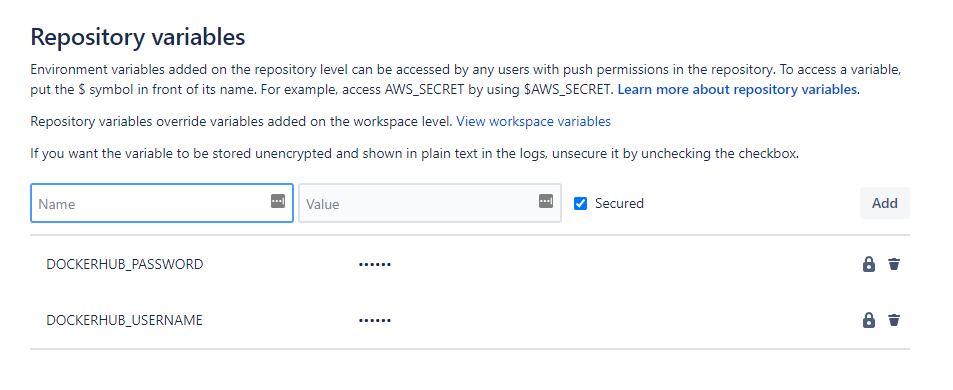 Repository variables
Environment variables added on the repository level can be accessed by any users with push permissions in the repository. To access a variable,
put the $ symbol in front of its name. For example, access AWS_SECRET by using $AWS_SECRET. Learn more about repository variables.
Repository variables override variables added on the workspace level. View workspace variables
If you want the variable to be stored unencrypted and shown in plain text in the logs, unsecure it by unchecking the checkbox.
Name Value Secured Add
DOCKERHUB_PASSWORD ••••••
DOCKERHUB_USERNAME ••••••